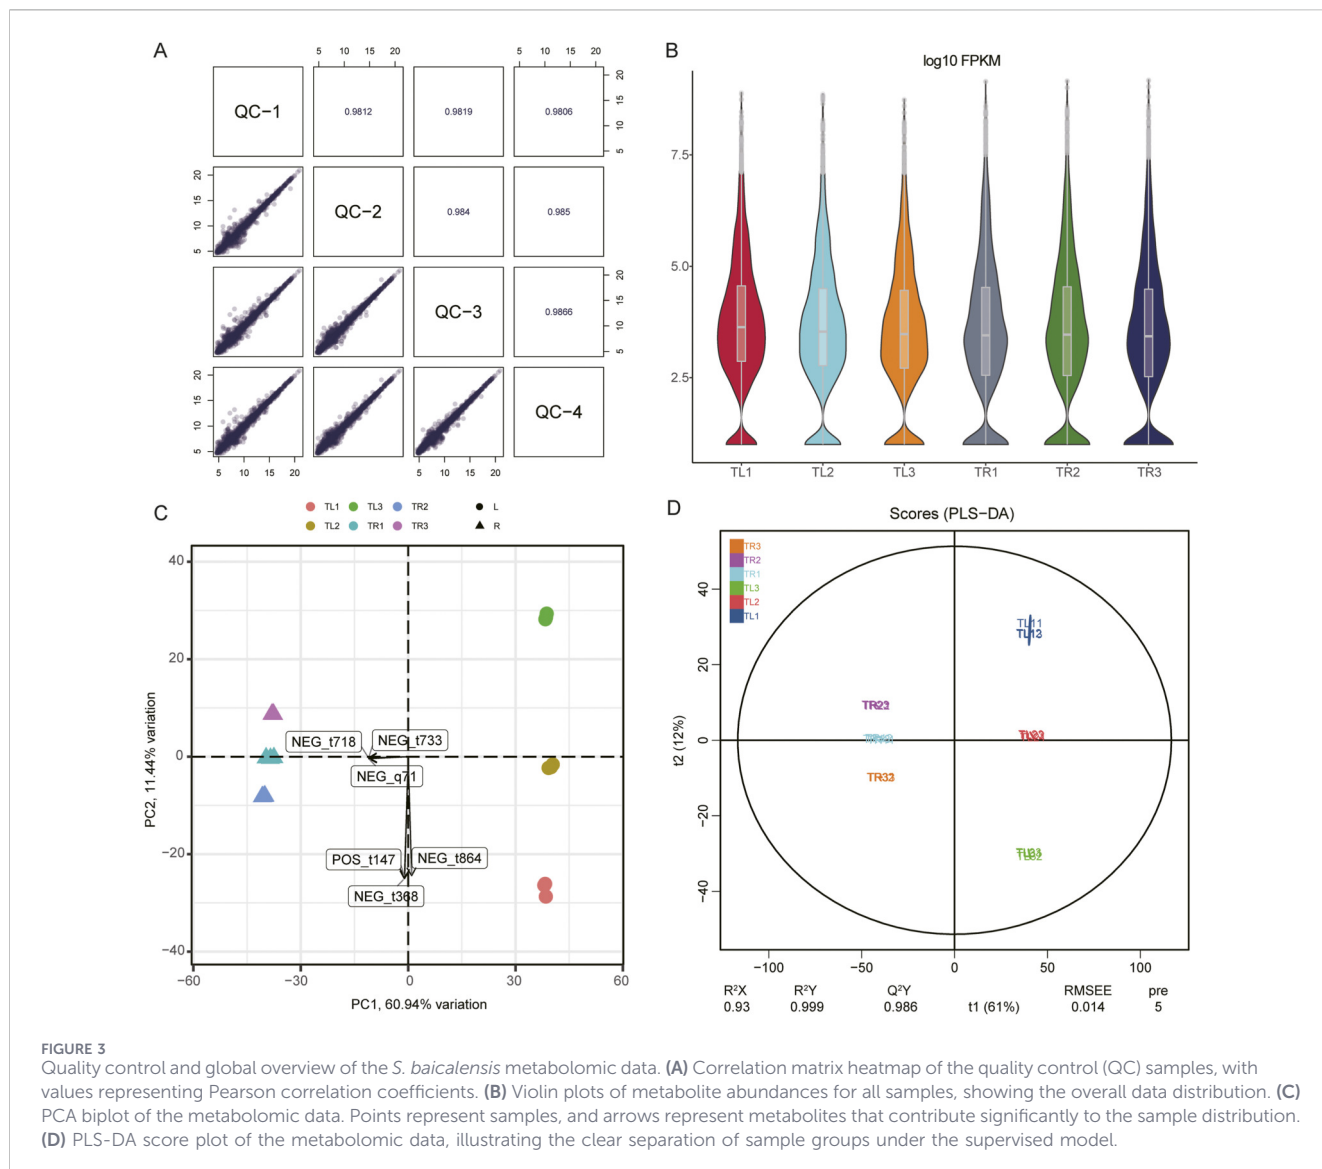 A
5 10 15 20
5 10 15 20
QC−1
0.9812
0.9819
0.9806
20
15
10
5
20
15
10
5
QC−2
0.984
0.985
QC−3
0.9866
20
15
10
5
20
15
10
5
QC−4
5 10 15 20
5 10 15 20
B
log10 FPKM
7.5
5.0
2.5
TL1 TL2 TL3 TR1 TR2 TR3
C
TL1 TL3 TR2 L
TL2 TR1 TR3 R
40
20
0
−20
−40
PC2, 11.44% variation
NEG_t718
NEG_t733
NEG_q71
POS_t147
NEG_t864
NEG_t368
−60 −30 0 30 60
PC1, 60.94% variation
D
Scores (PLS−DA)
TR3
TR2
TR1
TL3
TL2
TL1
40
20
0
−20
−40
t2 (12%)
TL11
−100 −50 0 50 100
R²X R²Y Q²Y RMSEE pre
0.93 0.999 0.986 t1 (61%) 0.014 5
FIGURE 3
Quality control and global overview of the S. baicalensis metabolomic data. (A) Correlation matrix heatmap of the quality control (QC) samples, with
values representing Pearson correlation coefficients. (B) Violin plots of metabolite abundances for all samples, showing the overall data distribution. (C)
PCA biplot of the metabolomic data. Points represent samples, and arrows represent metabolites that contribute significantly to the sample distribution.
(D) PLS-DA score plot of the metabolomic data, illustrating the clear separation of sample groups under the supervised model.